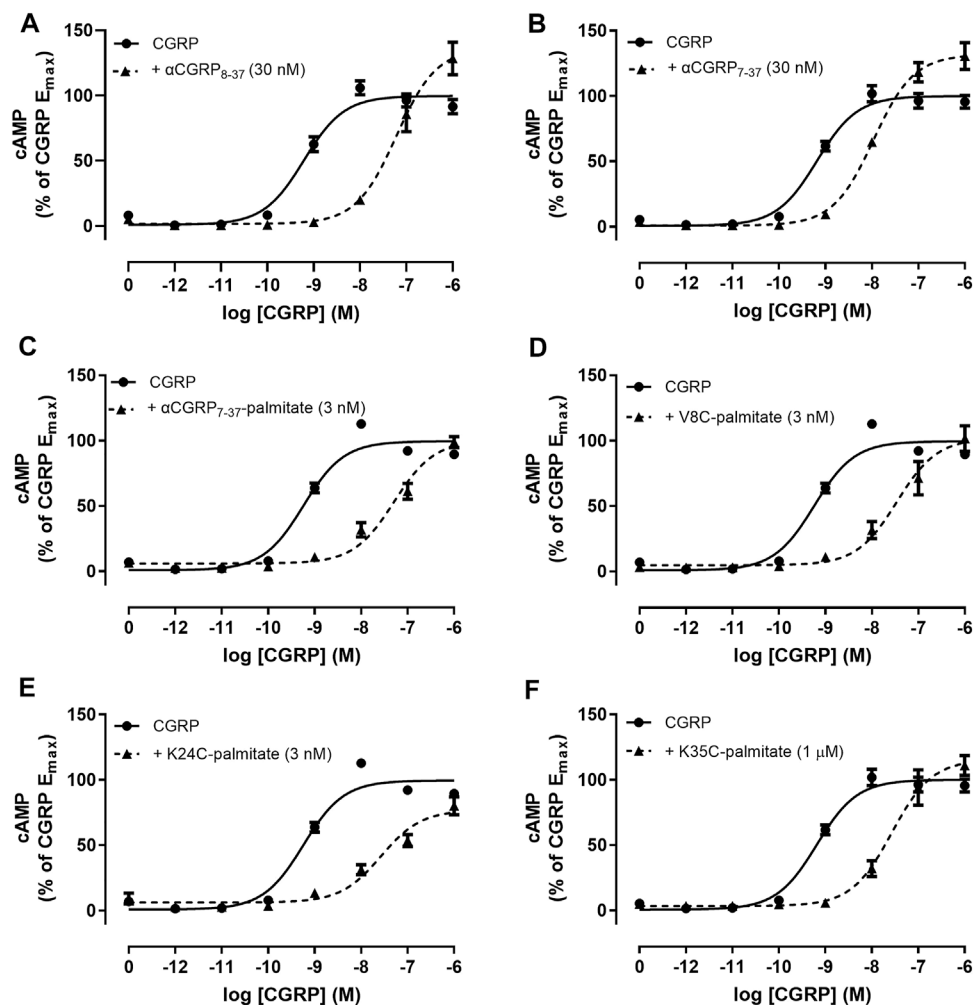 A
150
100
50
0
cAMP
(% of CGRP Emax)
CGRP
+ αCGRP8-37 (30 nM)
0 -12 -11 -10 -9 -8 -7 -6
log [CGRP] (M)
B
150
100
50
0
cAMP
(% of CGRP Emax)
CGRP
+ αCGRP7-37 (30 nM)
0 -12 -11 -10 -9 -8 -7 -6
log [CGRP] (M)
C
150
100
50
0
cAMP
(% of CGRP Emax)
CGRP
+ αCGRP7-37-palmitate (3 nM)
0 -12 -11 -10 -9 -8 -7 -6
log [CGRP] (M)
D
150
100
50
0
cAMP
(% of CGRP Emax)
CGRP
+ V8C-palmitate (3 nM)
0 -12 -11 -10 -9 -8 -7 -6
log [CGRP] (M)
E
150
100
50
0
cAMP
(% of CGRP Emax)
CGRP
+ K24C-palmitate (3 nM)
0 -12 -11 -10 -9 -8 -7 -6
log [CGRP] (M)
F
150
100
50
0
cAMP
(% of CGRP Emax)
CGRP
+ K35C-palmitate (1 µM)
0 -12 -11 -10 -9 -8 -7 -6
log [CGRP] (M)